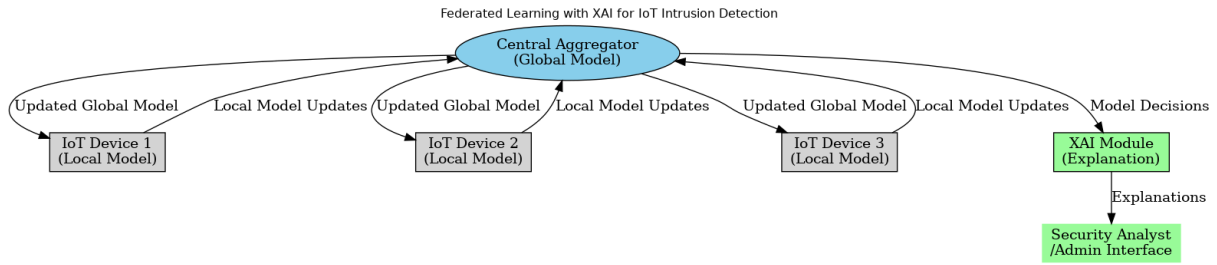 Federated Learning with XAI for IoT Intrusion Detection
Central Aggregator
(Global Model)
Updated Global Model
Local Model Updates
Updated Global Model
Local Model Updates
Updated Global Model
Local Model Updates
Model Decisions
IoT Device 1
(Local Model)
IoT Device 2
(Local Model)
IoT Device 3
(Local Model)
XAI Module
(Explanation)
Explanations
Security Analyst
/Admin Interface